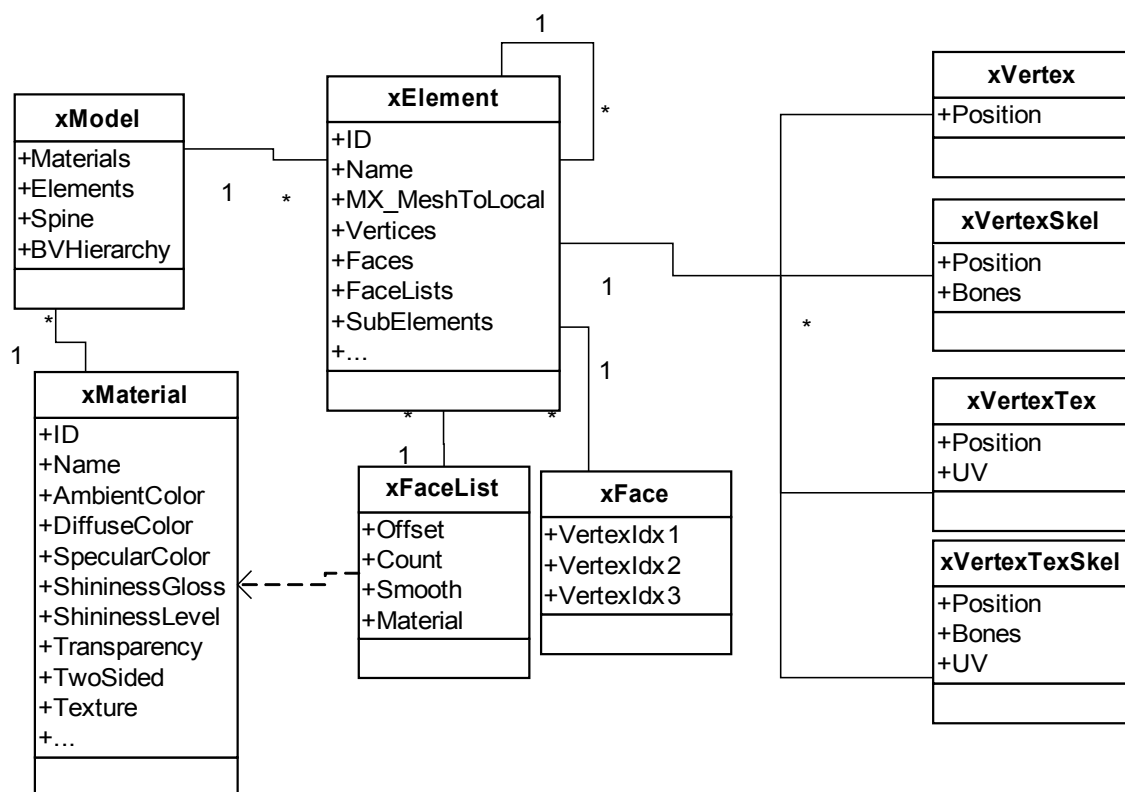 xModel
+Materials
+Elements
+Spine
+BVHierarchy
1
*
xElement
+ID
+Name
+MX_MeshToLocal
+Vertices
+Faces
+FaceLists
+SubElements
+...
1
*
xVertex
+Position
xVertexSkel
+Position
+Bones
xVertexTex
+Position
+UV
xVertexTexSkel
+Position
+Bones
+UV
1
*
*
1
xMaterial
+ID
+Name
+AmbientColor
+DiffuseColor
+SpecularColor
+ShininessGloss
+ShininessLevel
+Transparency
+TwoSided
+Texture
+...
*
1
xFaceList
+Offset
+Count
+Smooth
+Material
1
*
xFace
+VertexIdx1
+VertexIdx2
+VertexIdx3